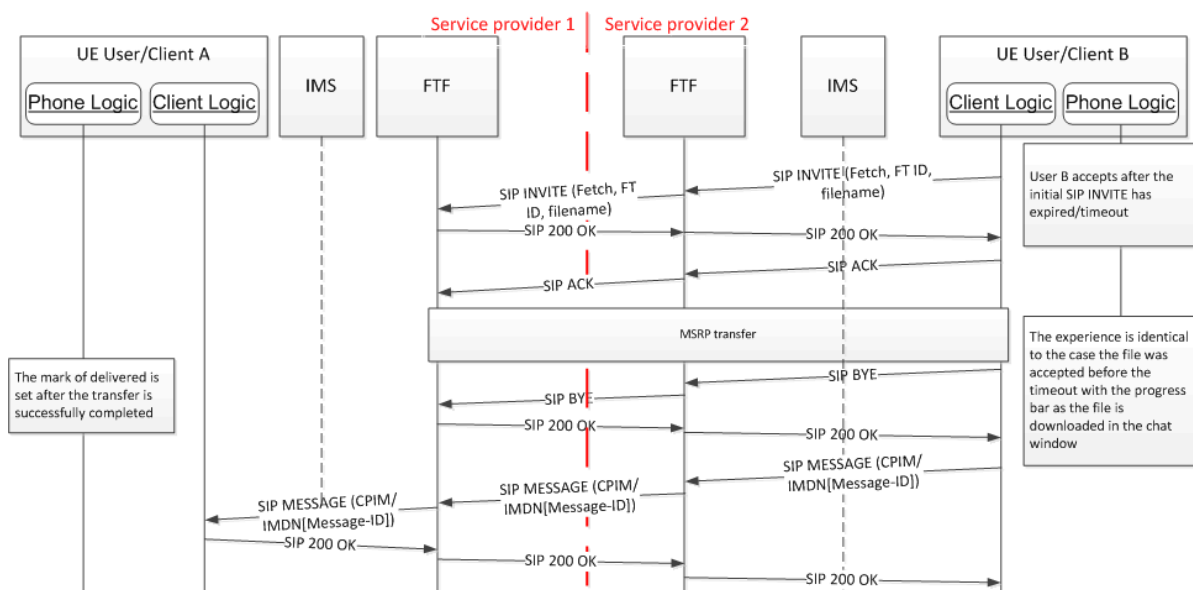 Service provider 1
Service provider 2
UE User/Client A
Phone Logic
Client Logic
IMS
FTF
FTF
IMS
UE User/Client B
Client Logic
Phone Logic
User B accepts after the
initial SIP INVITE has
expired/timeout
SIP INVITE (Fetch, FT ID,
filename)
SIP INVITE (Fetch, FT
ID, filename)
SIP 200 OK
SIP 200 OK
SIP ACK
SIP ACK
MSRP transfer
The experience is identical
to the case the file was
accepted before the
timeout with the progress
bar as the file is
downloaded in the chat
window
The mark of delivered is
set after the transfer is
successfully completed
SIP BYE
SIP BYE
SIP 200 OK
SIP 200 OK
SIP MESSAGE (CPIM/
IMDN[Message-ID])
SIP MESSAGE (CPIM/
IMDN[Message-ID])
SIP MESSAGE (CPIM/
IMDN[Message-ID])
SIP 200 OK
SIP 200 OK
SIP 200 OK